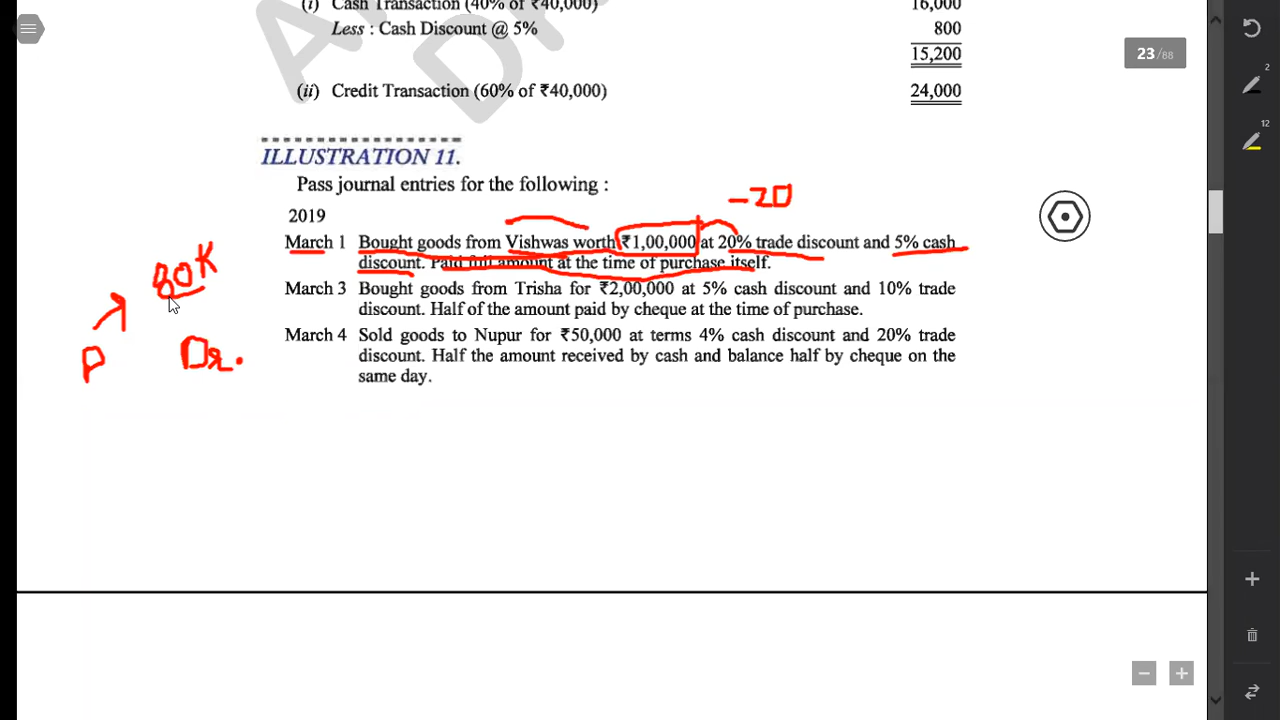 (i) Cash Transaction (40% of ₹40,000) 16,000
Less : Cash Discount @ 5% 800
15,200
23/88
2
(ii) Credit Transaction (60% of ₹40,000) 24,000
12
ILLUSTRATION 11.
Pass journal entries for the following :
-20
2019
March 1 Bought goods from Vishwas worth ₹1,00,000 at 20% trade discount and 5% cash
discount. Paid full amount at the time of purchase itself.
80K
March 3 Bought goods from Trisha for ₹2,00,000 at 5% cash discount and 10% trade
discount. Half of the amount paid by cheque at the time of purchase.
March 4 Sold goods to Nupur for ₹50,000 at terms 4% cash discount and 20% trade
discount. Half the amount received by cash and balance half by cheque on the
same day.
P Dr.